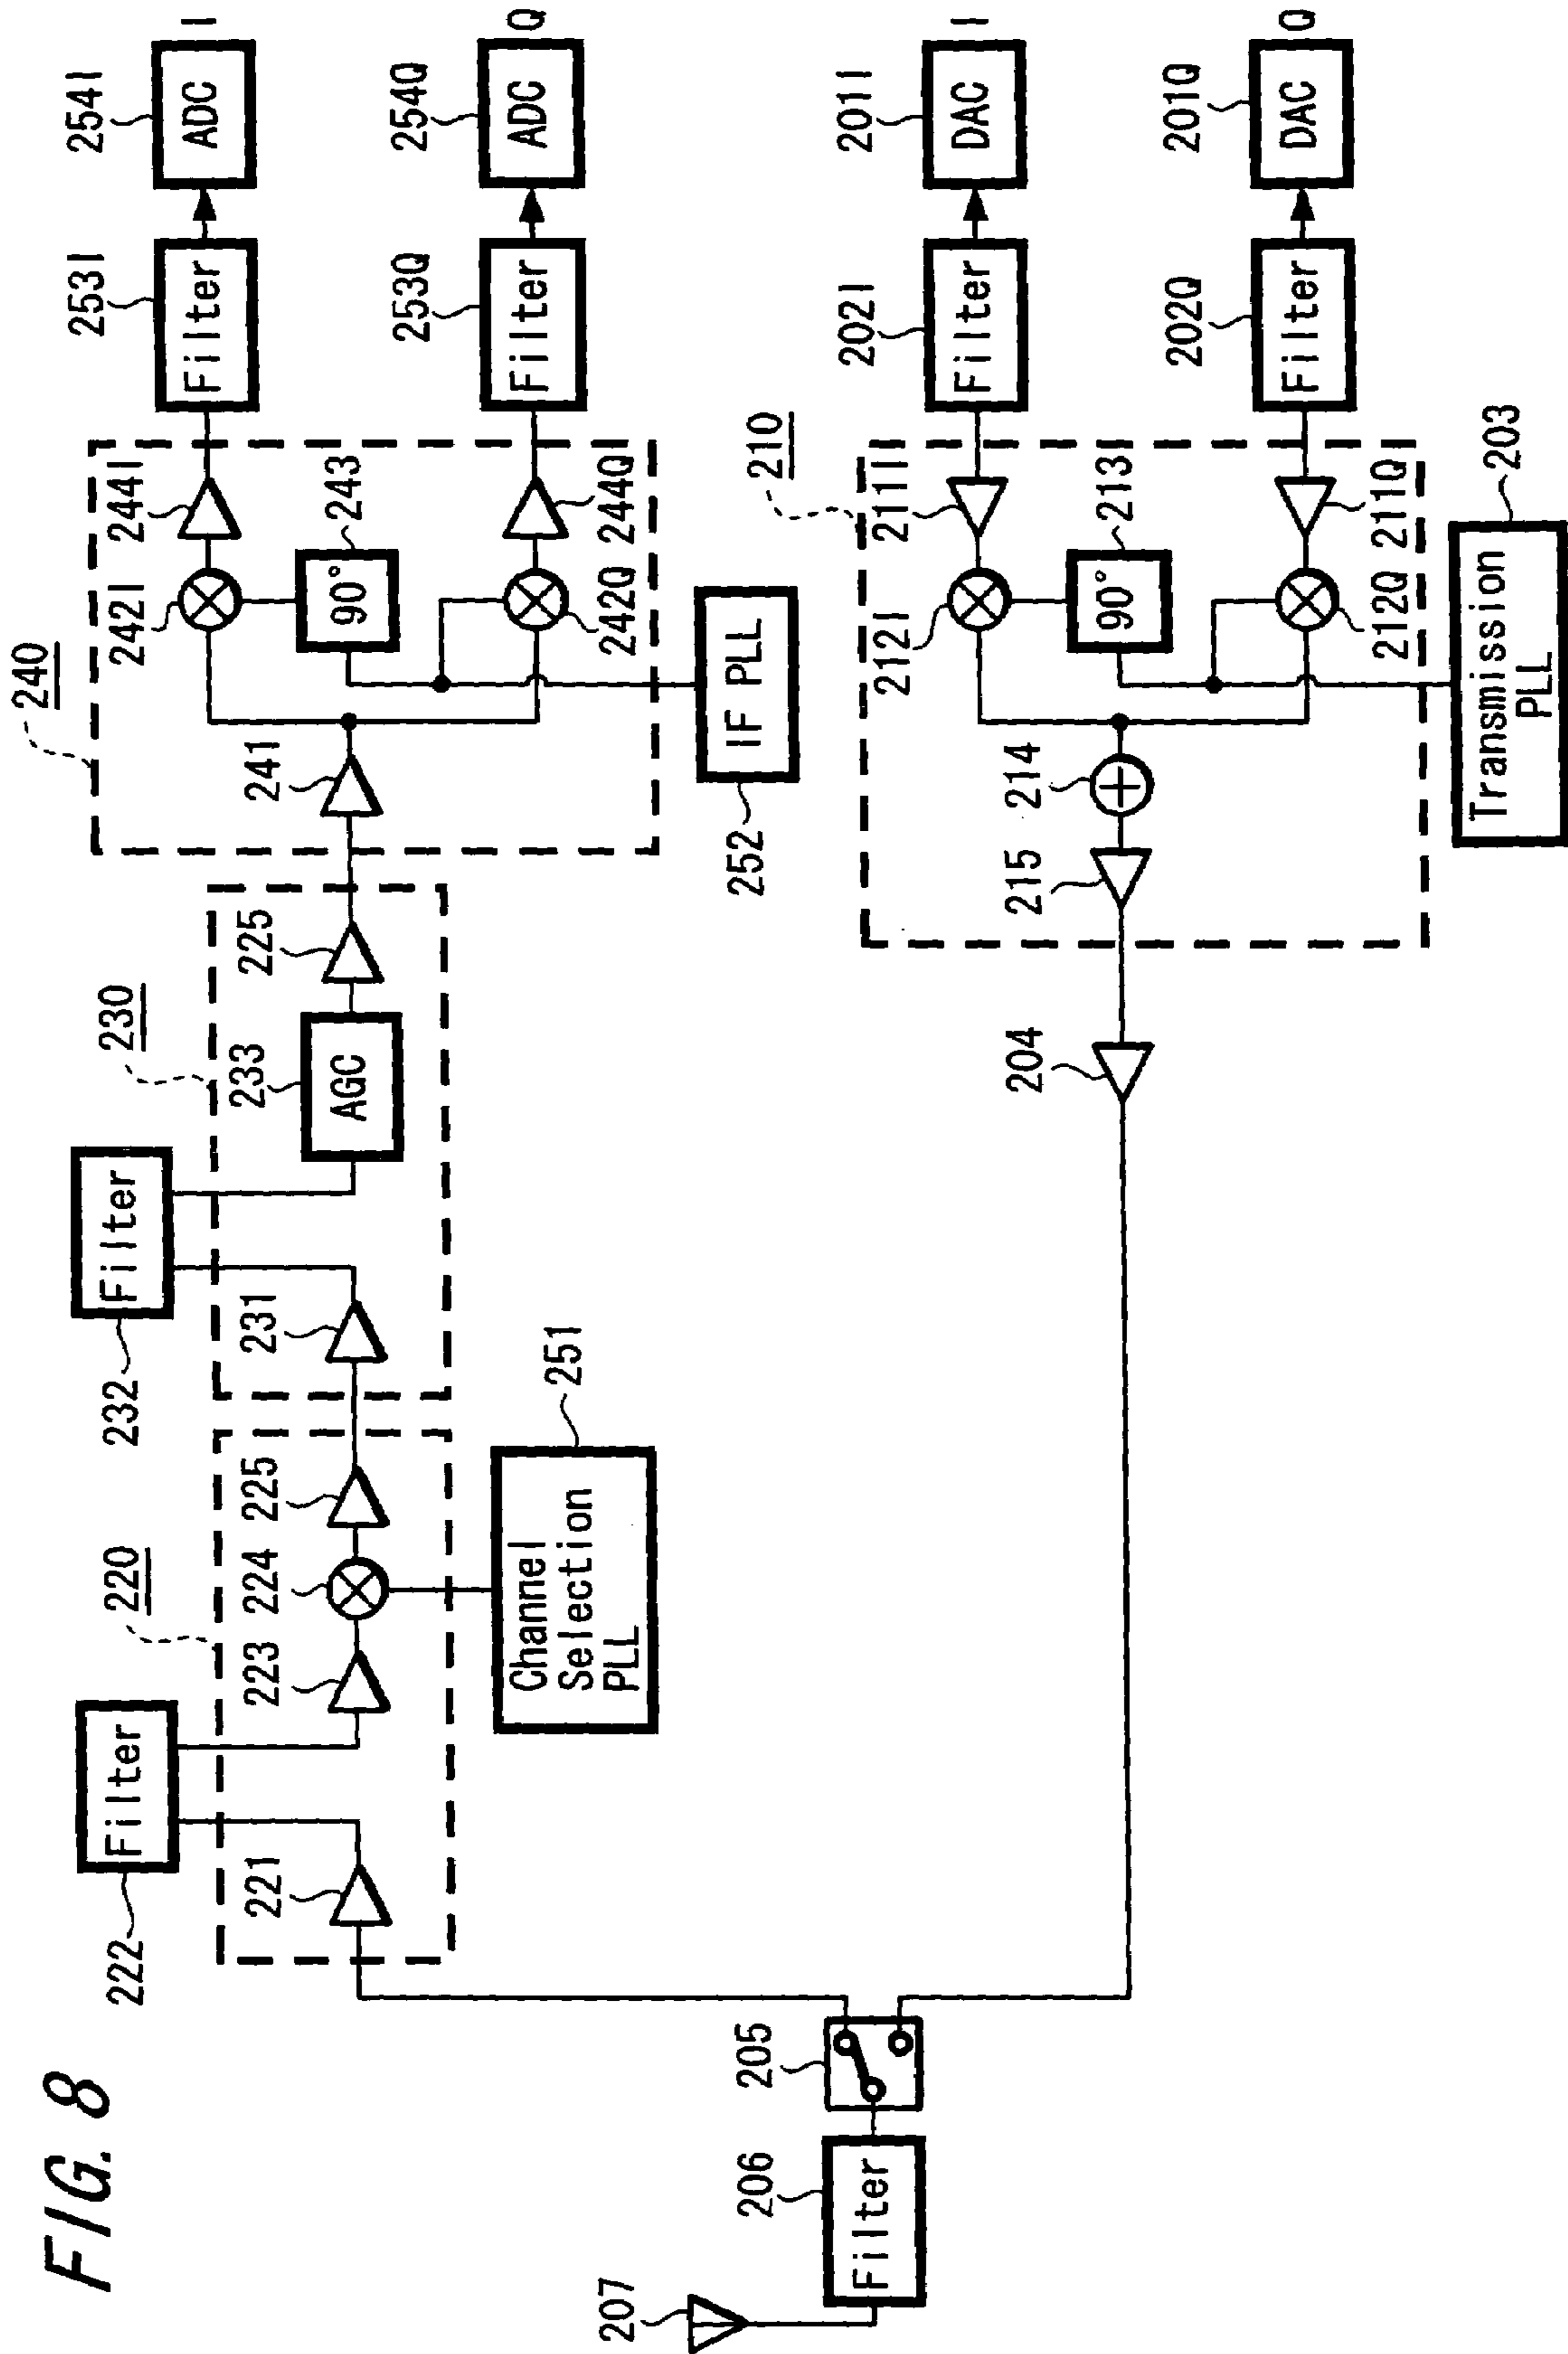 FIG. 8
207
206
Filter
205
222
Filter
220
221
223
224
225
251
Channel
Selection
PLL
232
Filter
230
231
233
AGC
225
240
241
242I
244I
243
90°
242Q
244Q
252
IF PLL
253I
Filter
254I
ADC
I
253Q
Filter
254Q
ADC
Q
204
210
215
214
212I
211I
213
90°
212Q
211Q
203
Transmission
PLL
202I
Filter
201I
DAC
I
202Q
Filter
201Q
DAC
Q